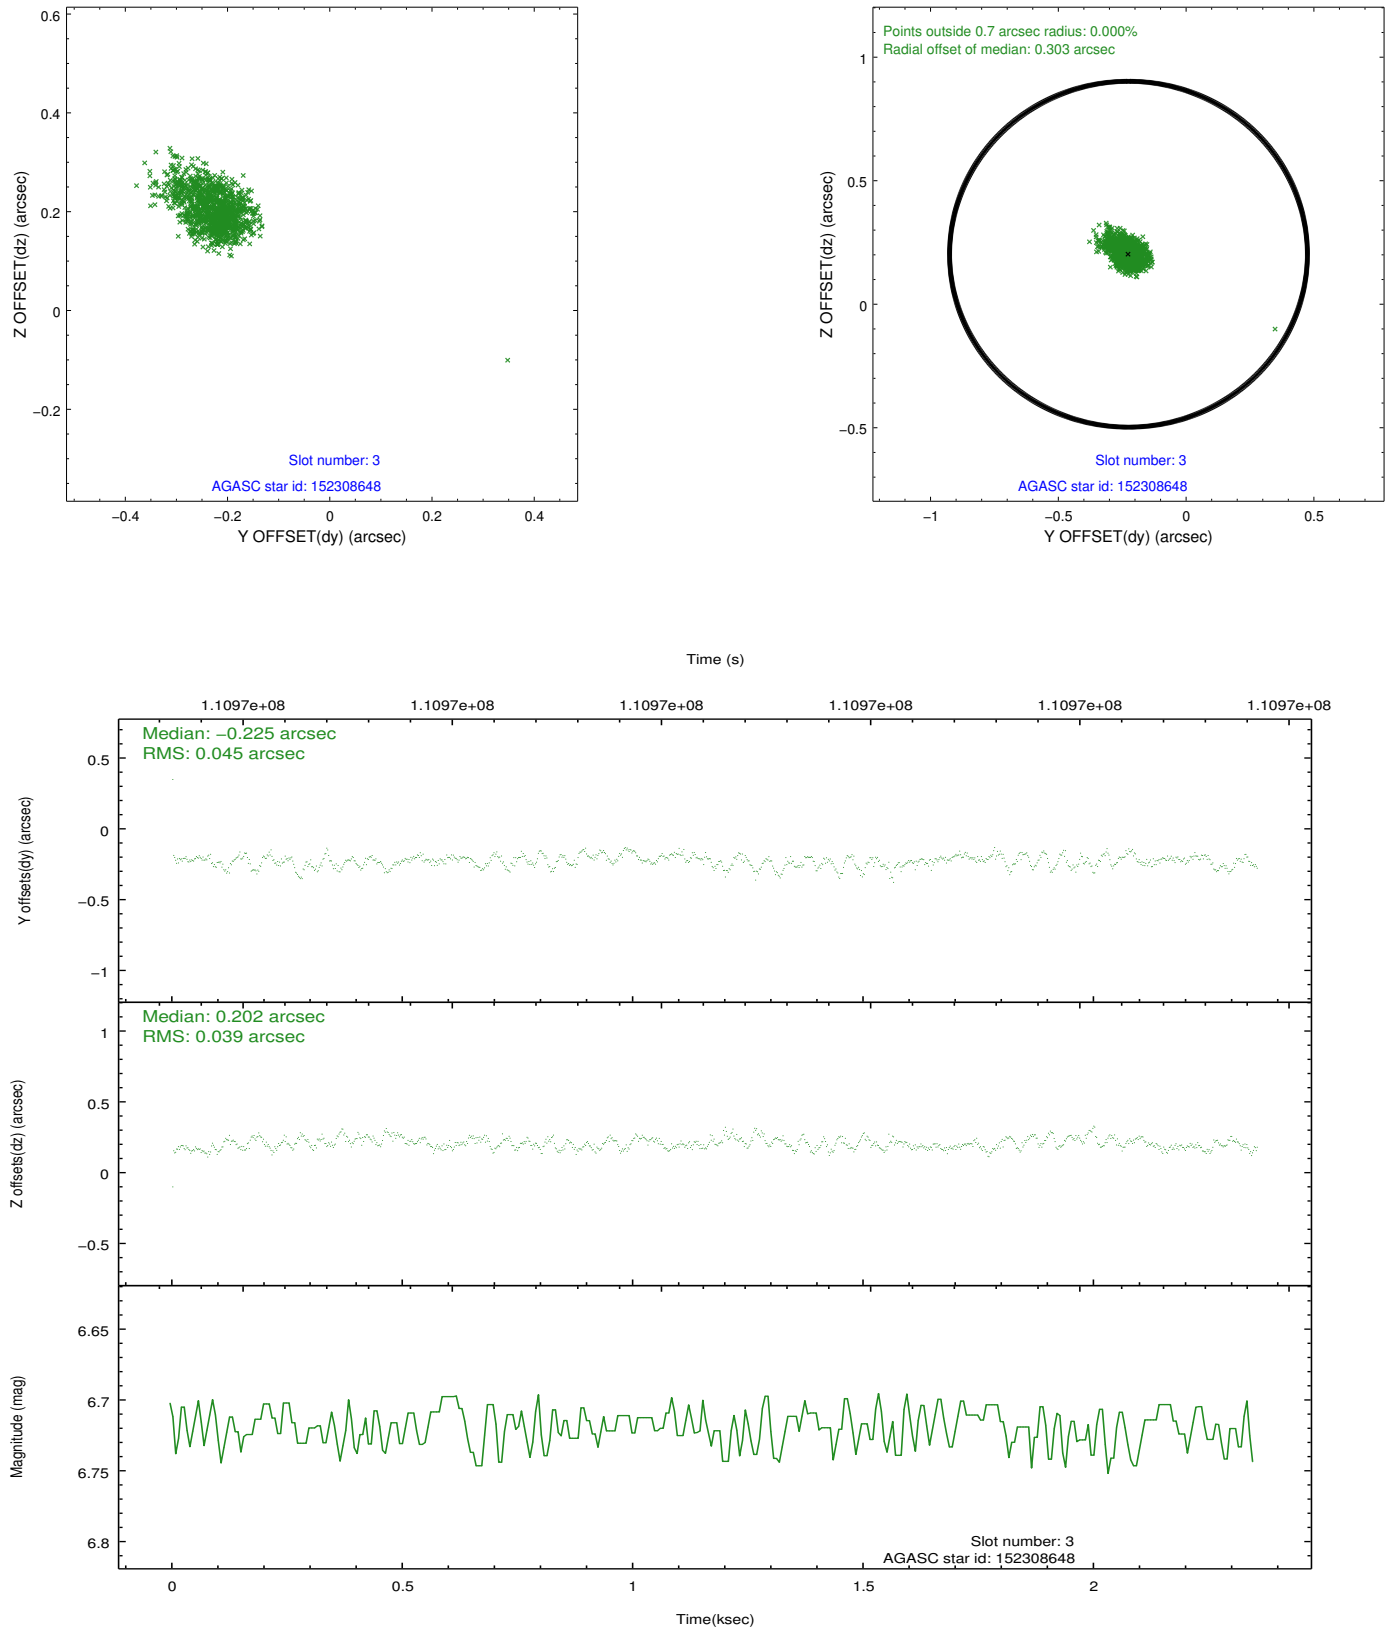 0.6
0.4
0.2
0
−0.2
Z OFFSET(dz) (arcsec)
Slot number: 3
AGASC star id: 152308648
−0.4 −0.2 0 0.2 0.4
Y OFFSET(dy) (arcsec)
Points outside 0.7 arcsec radius: 0.000%
Radial offset of median: 0.303 arcsec
1
0.5
0
−0.5
Z OFFSET(dz) (arcsec)
Slot number: 3
AGASC star id: 152308648
−1 −0.5 0 0.5
Y OFFSET(dy) (arcsec)
Time (s)
1.1097e+08 1.1097e+08 1.1097e+08 1.1097e+08 1.1097e+08 1.1097e+08
Median: −0.225 arcsec
RMS: 0.045 arcsec
0.5
0
−0.5
−1
Y offsets(dy) (arcsec)
Median: 0.202 arcsec
RMS: 0.039 arcsec
1
0.5
0
−0.5
Z offsets(dz) (arcsec)
6.65
6.7
6.75
6.8
Magnitude (mag)
Slot number: 3
AGASC star id: 152308648
0 0.5 1 1.5 2
Time(ksec)